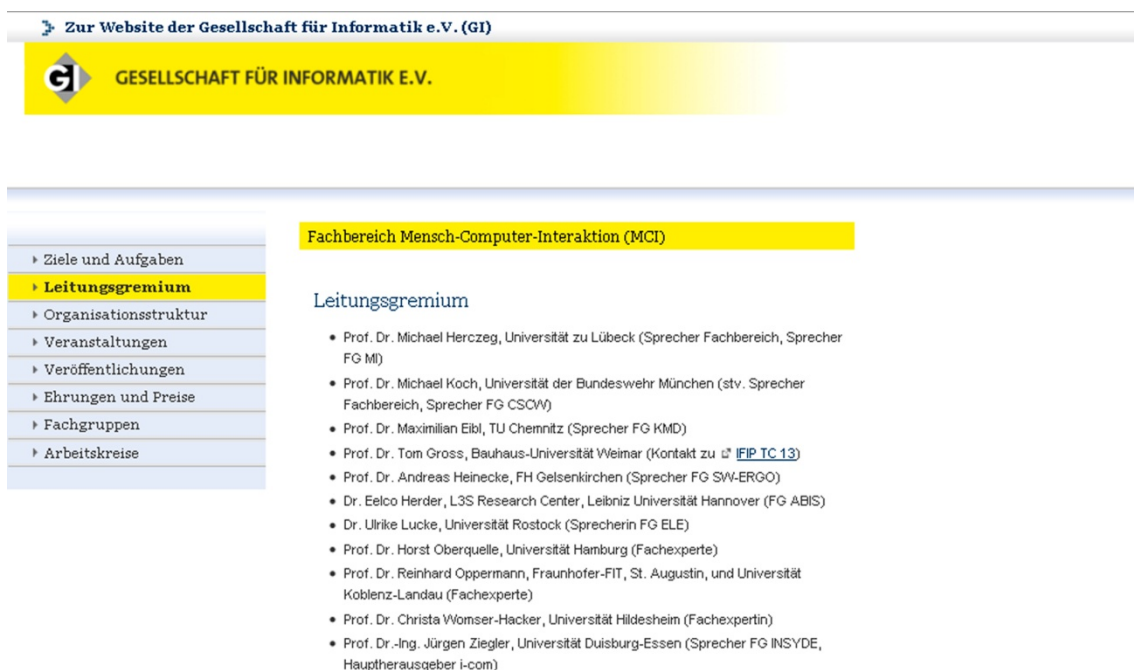 Zur Website der Gesellschaft für Informatik e.V. (GI)
GI
GESELLSCHAFT FÜR INFORMATIK E.V.
Ziele und Aufgaben
Leitungsgremium
Organisationsstruktur
Veranstaltungen
Veröffentlichungen
Ehrungen und Preise
Fachgruppen
Arbeitskreise
Fachbereich Mensch-Computer-Interaktion (MCI)
Leitungsgremium
Prof. Dr. Michael Herczeg, Universität zu Lübeck (Sprecher Fachbereich, Sprecher
FG MI)
Prof. Dr. Michael Koch, Universität der Bundeswehr München (stv. Sprecher
Fachbereich, Sprecher FG CSCW)
Prof. Dr. Maximilian Eibl, TU Chemnitz (Sprecher FG KMD)
Prof. Dr. Tom Gross, Bauhaus-Universität Weimar (Kontakt zu IFIP TC 13)
Prof. Dr. Andreas Heinecke, FH Gelsenkirchen (Sprecher FG SW-ERGO)
Dr. Eelco Herder, L3S Research Center, Leibniz Universität Hannover (FG ABIS)
Dr. Ulrike Lucke, Universität Rostock (Sprecherin FG ELE)
Prof. Dr. Horst Oberquelle, Universität Hamburg (Fachexperte)
Prof. Dr. Reinhard Oppermann, Fraunhofer-FIT, St. Augustin, und Universität
Koblenz-Landau (Fachexperte)
Prof. Dr. Christa Womser-Hacker, Universität Hildesheim (Fachexpertin)
Prof. Dr.-Ing. Jürgen Ziegler, Universität Duisburg-Essen (Sprecher FG INSYDE,
Hauptherausgeber i-com)